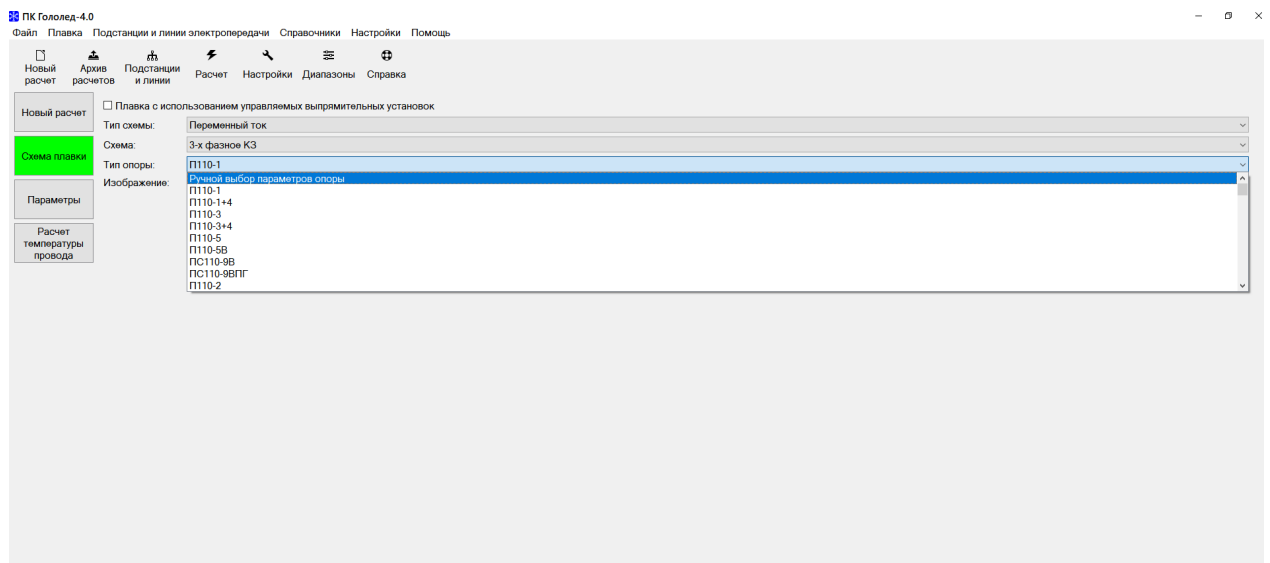 ПК Гололед-4.0
Файл Плавка Подстанции и линии электропередачи Справочники Настройки Помощь
Новый расчет
Архив расчетов
Подстанции и линии
Расчет
Настройки
Диапазоны
Справка
Новый расчет
Схема плавки
Параметры
Расчет
температуры
провода
Плавка с использованием управляемых выпрямительных установок
Тип схемы: Переменный ток
Схема: 3-х фазное КЗ
Тип опоры: П110-1
Изображение:
Ручной выбор параметров опоры
П110-1
П110-1+4
П110-3
П110-3+4
П110-5
П110-5В
ПС110-9В
ПС110-9ВПГ
П110-2